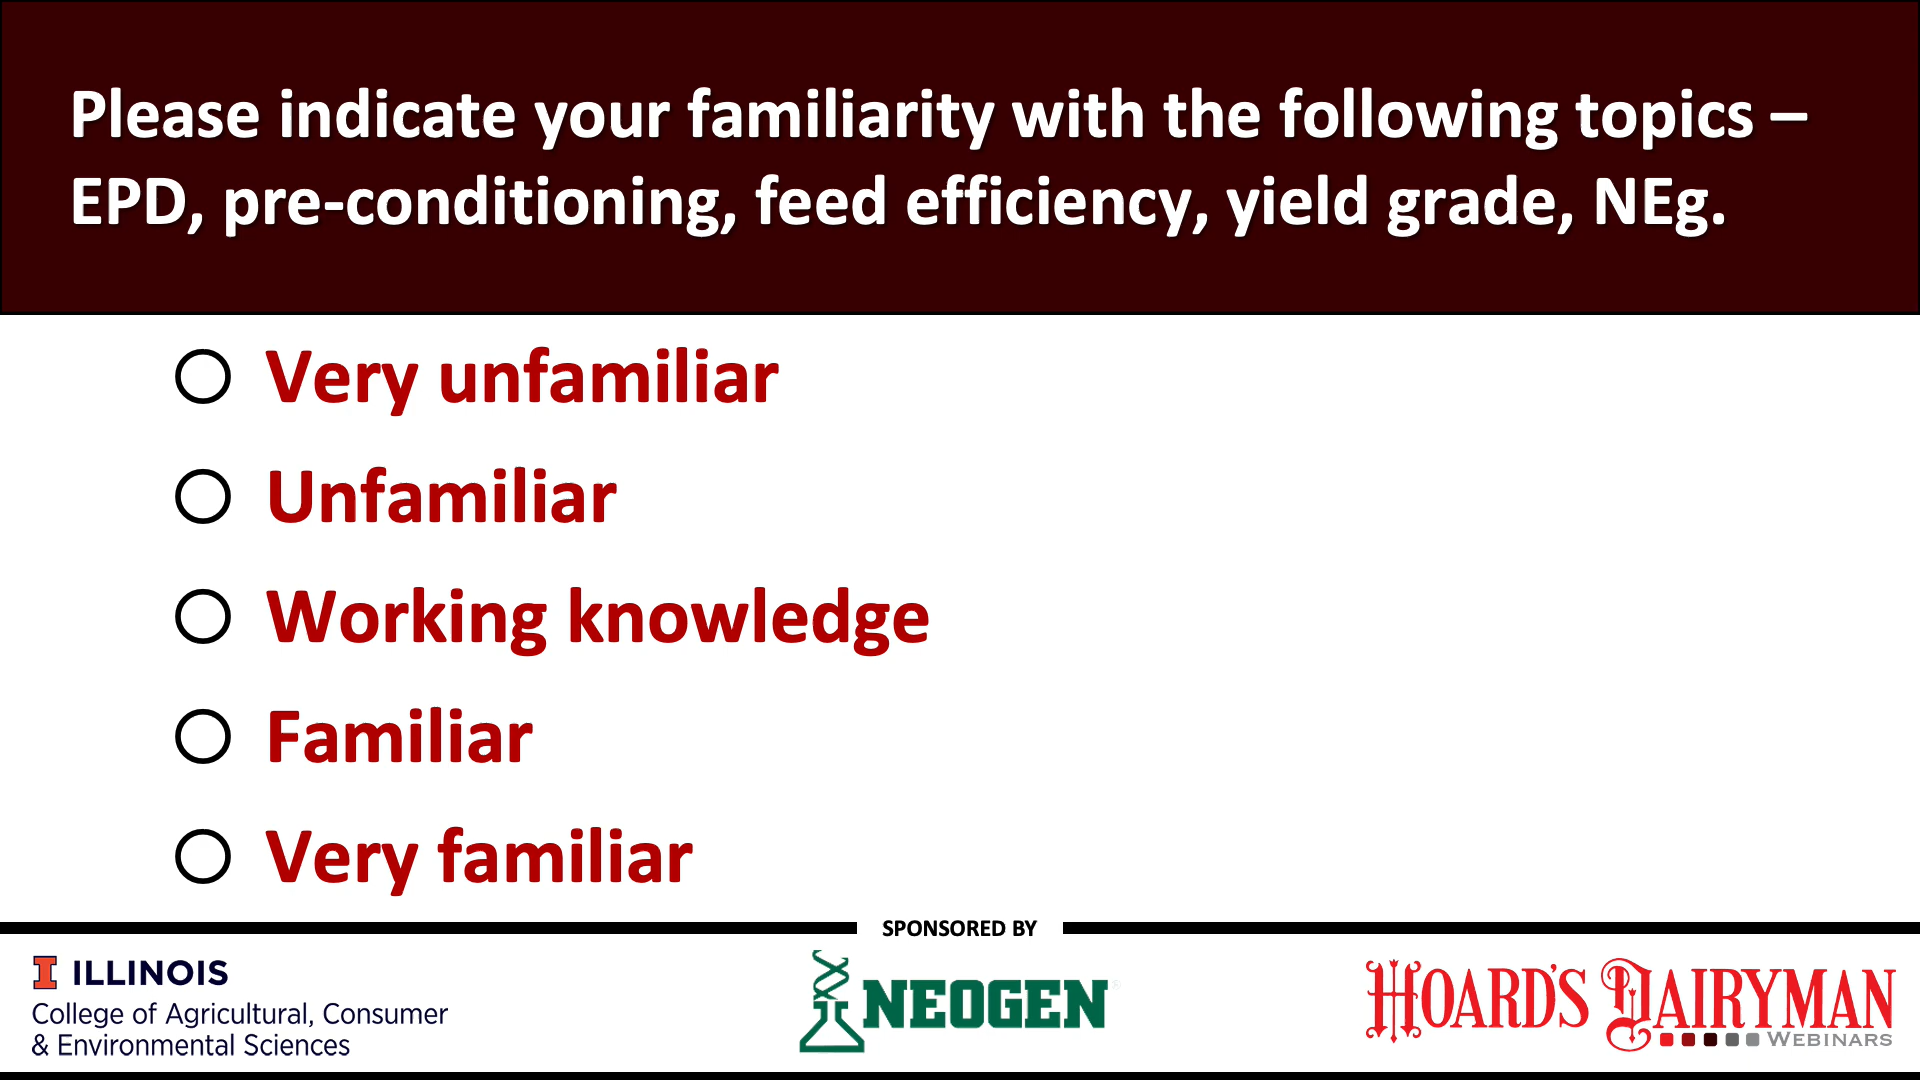 Please indicate your familiarity with the following topics –
EPD, pre-conditioning, feed efficiency, yield grade, NEg.
Very unfamiliar
Unfamiliar
Working knowledge
Familiar
Very familiar
SPONSORED BY
I ILLINOIS
College of Agricultural, Consumer
& Environmental Sciences
NEOGEN
HOARD'S DAIRYMAN
WEBINARS